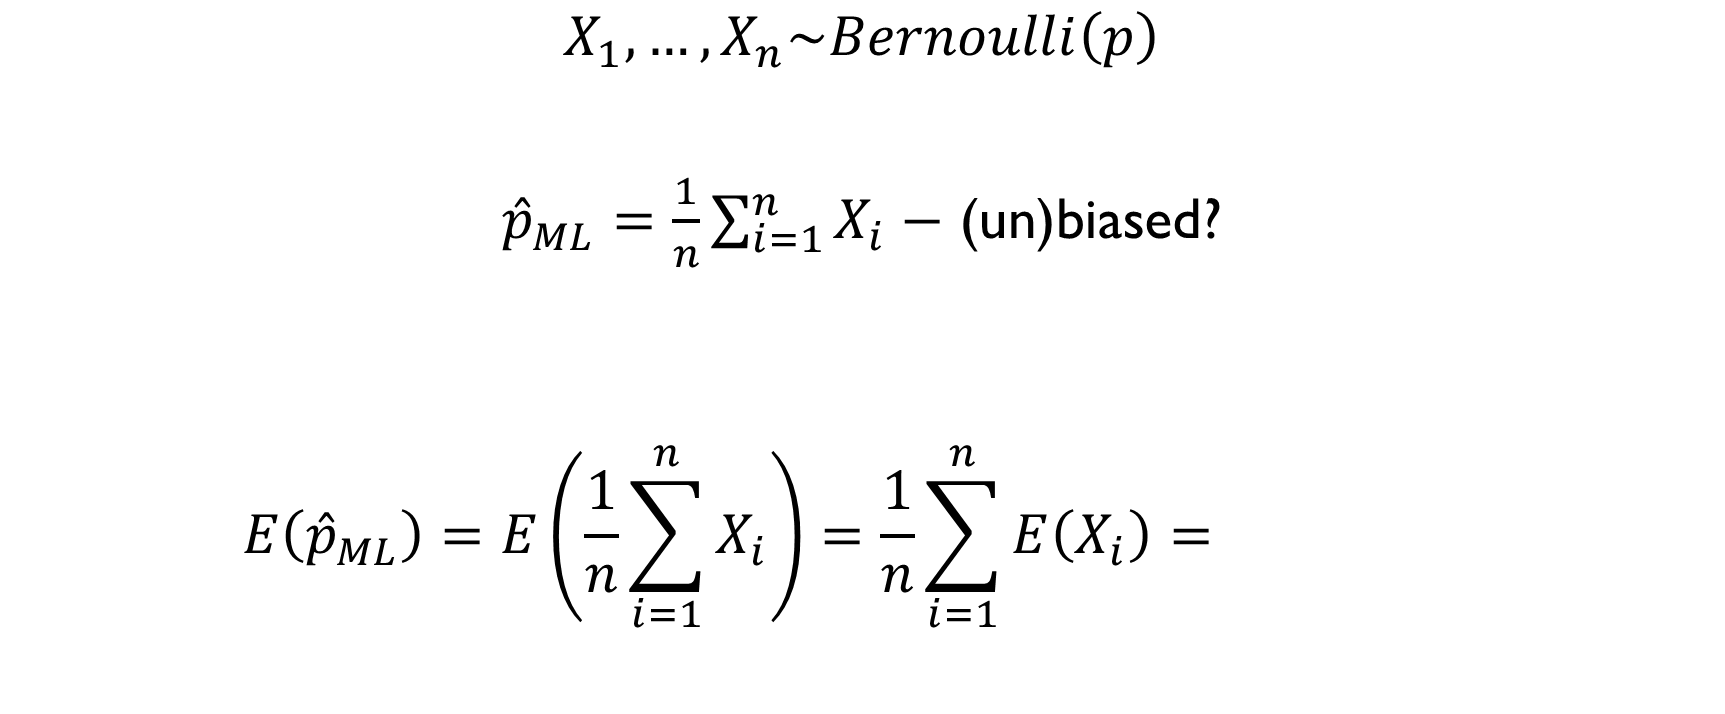 X₁, … , Xₙ~Bernoulli(p)
p̂_ML = 1/n ∑ⁿᵢ₌₁ Xᵢ − (un)biased?
E(p̂_ML) = E(1/n ∑ⁿᵢ₌₁ Xᵢ) = 1/n ∑ⁿᵢ₌₁ E(Xᵢ) =